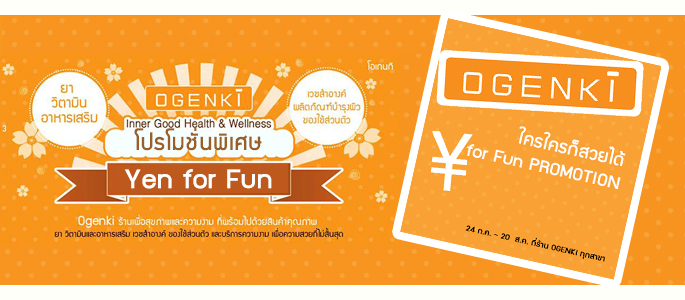 โอเกนกิ
ยา
วิตามิน
อาหารเสริม
OGENKI
Inner Good Health & Wellness
โปรโมชั่นพิเศษ
Yen for Fun
เวชสำอางค์
ผลิตภัณฑ์บำรุงผิว
ของใช้ส่วนตัว
Ogenki ร้านเพื่อสุขภาพและความงาม ที่พร้อมไปด้วยสินค้าคุณภาพ
ยา วิตามินและอาหารเสริม เวชสำอางค์ ของใช้ส่วนตัว และบริการความงาม เพื่อความสวยที่ไม่สิ้นสุด
OGENKI
ใครใครก็สวยได้
¥ for Fun PROMOTION
24 ก.ค. - 20 ส.ค. ที่ร้าน OGENKI ทุกสาขา